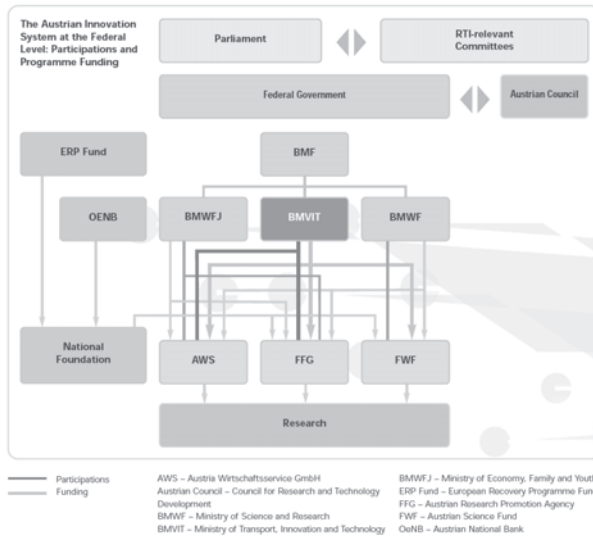 The Austrian Innovation
System at the Federal
Level: Participations and
Programme Funding
Parliament
RTI-relevant
Committees
Federal Government
Austrian Council
ERP Fund
BMF
OENB
BMWFJ
BMVIT
BMWF
National
Foundation
AWS
FFG
FWF
Research
Participations
Funding
AWS – Austria Wirtschaftsservice GmbH
Austrian Council – Council for Research and Technology
Development
BMWF – Ministry of Science and Research
BMVIT – Ministry of Transport, Innovation and Technology
BMWFJ – Ministry of Economy, Family and Youth
ERP Fund – European Recovery Programme Fund
FFG – Austrian Research Promotion Agency
FWF – Austrian Science Fund
OeNB – Austrian National Bank